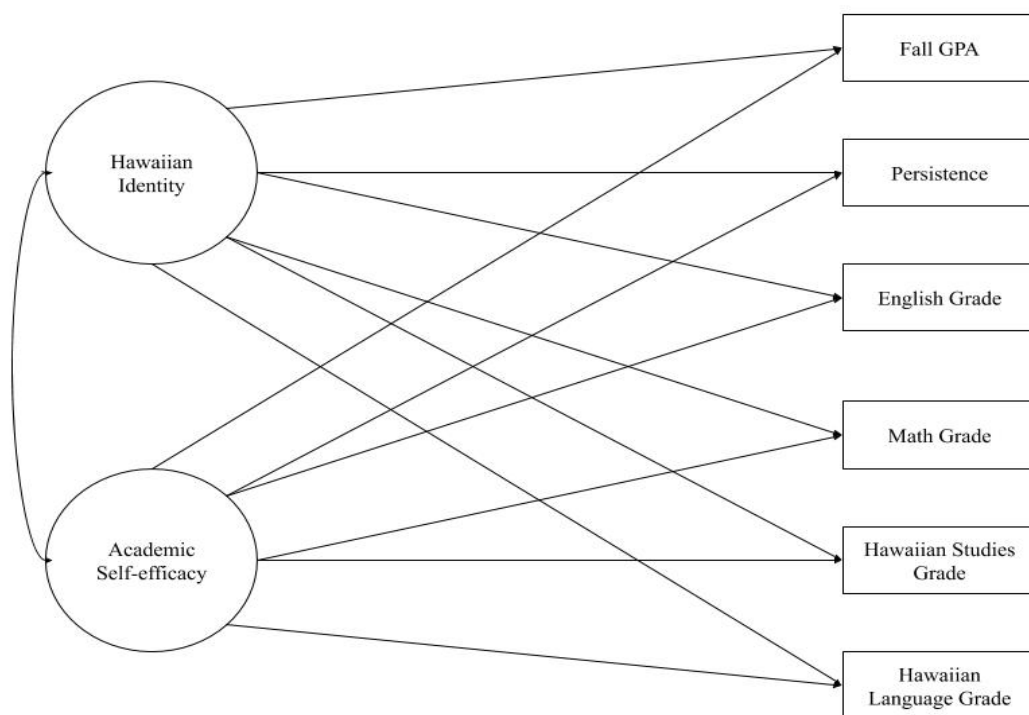 Fall GPA
Hawaiian
Identity
Persistence
English Grade
Math Grade
Academic
Self-efficacy
Hawaiian Studies
Grade
Hawaiian
Language Grade